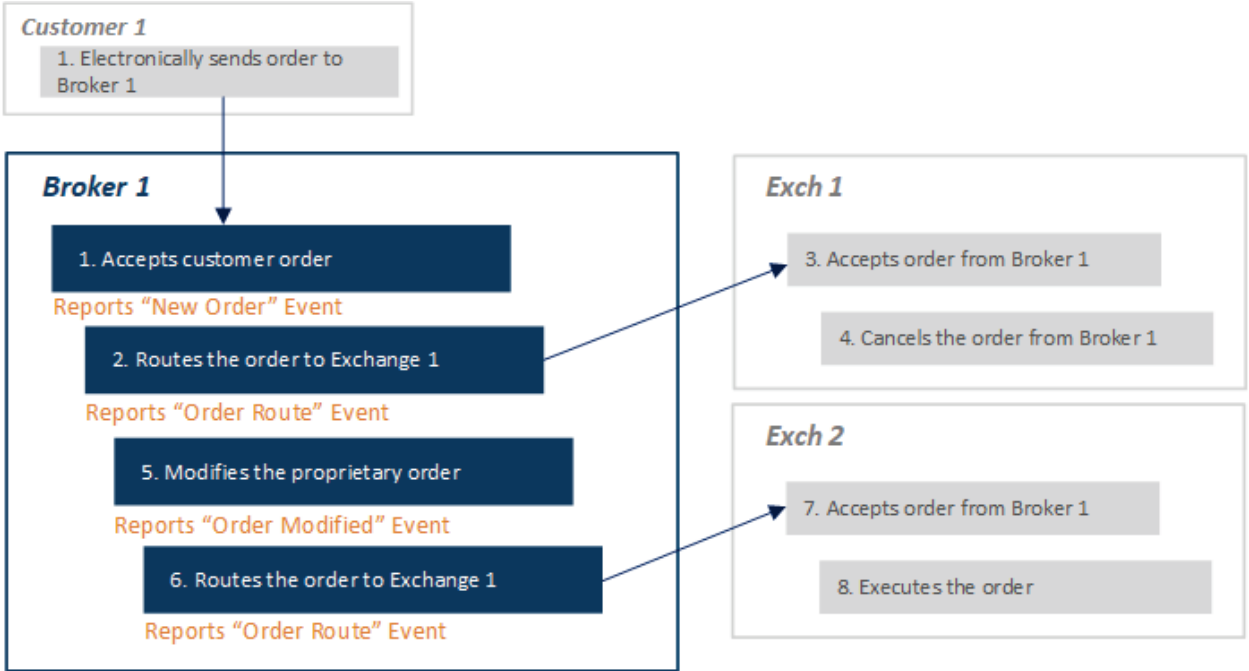 Customer 1
1. Electronically sends order to
Broker 1
Broker 1
1. Accepts customer order
Reports “New Order” Event
2. Routes the order to Exchange 1
Reports “Order Route” Event
5. Modifies the proprietary order
Reports “Order Modified” Event
6. Routes the order to Exchange 1
Reports “Order Route” Event
Exch 1
3. Accepts order from Broker 1
4. Cancels the order from Broker 1
Exch 2
7. Accepts order from Broker 1
8. Executes the order